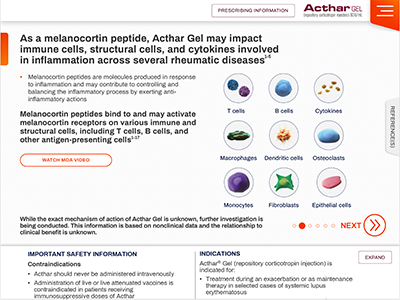 PRESCRIBING INFORMATION
Acthar GEL
(repository corticotropin injection) 80 U/mL
As a melanocortin peptide, Acthar Gel may impact
immune cells, structural cells, and cytokines involved
in inflammation across several rheumatic diseases1-5
• Melanocortin peptides are molecules produced in response
to inflammation and may contribute to controlling and
balancing the inflammatory process by exerting anti-
inflammatory actions
Melanocortin peptides bind to and may activate
melanocortin receptors on various immune and
structural cells, including T cells, B cells, and
other antigen-presenting cells
WATCH MOA VIDEO
T cells
B cells
Cytokines
Macrophages
Dendritic cells
Osteoclasts
Monocytes
Fibroblasts
Epithelial cells
REFERENCE(S)
While the exact mechanism of action of Acthar Gel is unknown, further investigation is
being conducted. This information is based on nonclinical data and the relationship to
clinical benefit is unknown.
NEXT
IMPORTANT SAFETY INFORMATION
Contraindications
• Acthar should never be administered intravenously
• Administration of live or live attenuated vaccines is
contraindicated in patients receiving
immunosuppressive doses of Acthar
INDICATIONS
Acthar® Gel (repository corticotropin injection) is
indicated for:
• Treatment during an exacerbation or as maintenance
therapy in selected cases of systemic lupus
erythematosus
EXPAND